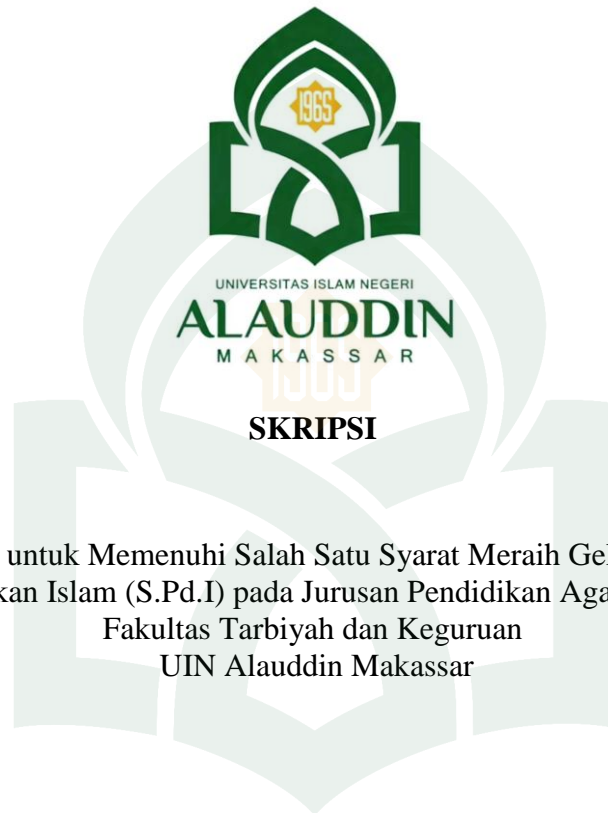 1965
UNIVERSITAS ISLAM NEGERI
ALAUDDIN
MAKASSAR
1965
SKRIPSI
untuk Memenuhi Salah Satu Syarat Meraih Gel
kan Islam (S.Pd.I) pada Jurusan Pendidikan Aga
Fakultas Tarbiyah dan Keguruan
UIN Alauddin Makassar